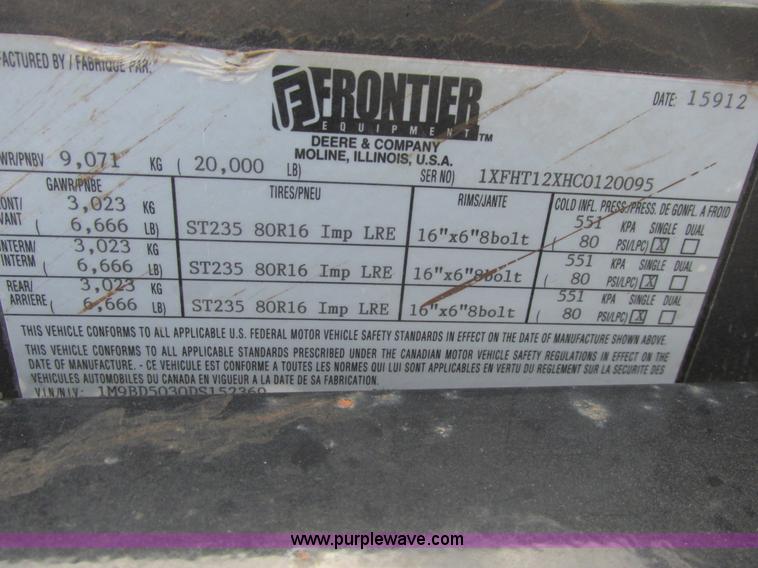 FACTURED BY / FABRIQUÉ PAR:
FRONTIER
EQUIPMENT™
DATE: 15912
DEERE & COMPANY
MOLINE, ILLINOIS, U.S.A.
WR/PNBV 9,071 KG ( 20,000 LB) SER NO) 1XFHT12XHC0120095
GAWR/PNBE TIRES/PNEU RIMS/JANTE COLD INFL. PRESS./PRESS. DE GONFL. A FROID
ONT/ 3,023 KG 551 KPA SINGLE DUAL
VANT ( 6,666 LB) ST235 80R16 Imp LRE 16"x6"8bolt ( 80 PSI/LPC) X
INTERM/ 3,023 KG 551 KPA SINGLE DUAL
INTERM ( 6,666 LB) ST235 80R16 Imp LRE 16"x6"8bolt ( 80 PSI/LPC) X
REAR/ 3,023 KG 551 KPA SINGLE DUAL
ARRIERE ( 6,666 LB) ST235 80R16 Imp LRE 16"x6"8bolt ( 80 PSI/LPC) X
THIS VEHICLE CONFORMS TO ALL APPLICABLE U.S. FEDERAL MOTOR VEHICLE SAFETY STANDARDS IN EFFECT ON THE DATE OF MANUFACTURE SHOWN ABOVE.
THIS VEHICLE CONFORMS TO ALL APPLICABLE STANDARDS PRESCRIBED UNDER THE CANADIAN MOTOR VEHICLE SAFETY REGULATIONS IN EFFECT ON THE
DATE OF MANUFACTURE. - CE VEHICULE EST CONFORME A TOUTES LES NORMES QUI LUI SONT APPLICABLES EN VERTU DU REGLEMENT SUR LA SECURITE DES
VEHICULES AUTOMOBILES DU CANADA EN VIGUEUR A LA DATE DE SA FABRICATION.
V.I.N/N.I.V: 1M9BD5030DS152360
www.purplewave.com